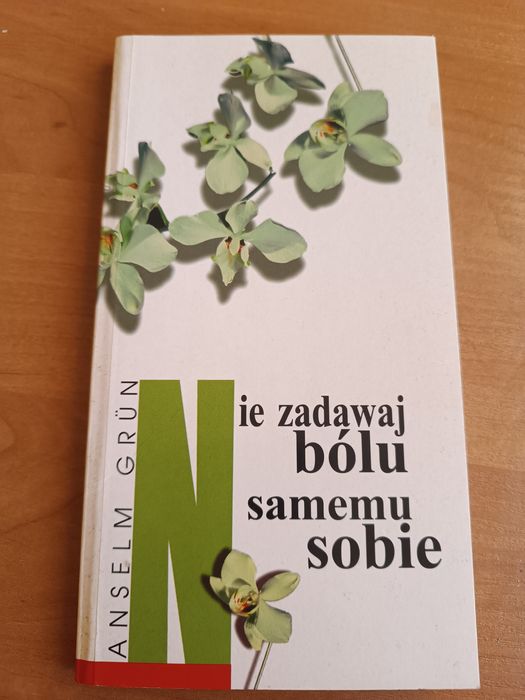 ANSELM GRÜN
Nie zadawaj
bólu
samemu
sobie